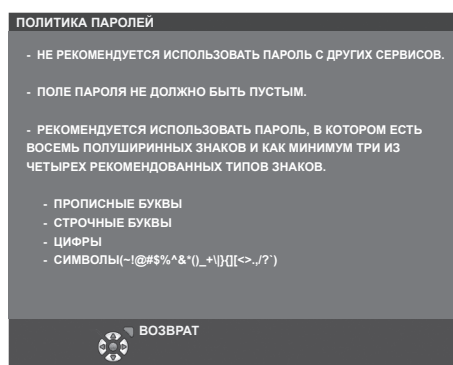 ПОЛИТИКА ПАРОЛЕЙ
- НЕ РЕКОМЕНДУЕТСЯ ИСПОЛЬЗОВАТЬ ПАРОЛЬ С ДРУГИХ СЕРВИСОВ.
- ПОЛЕ ПАРОЛЯ НЕ ДОЛЖНО БЫТЬ ПУСТЫМ.
- РЕКОМЕНДУЕТСЯ ИСПОЛЬЗОВАТЬ ПАРОЛЬ, В КОТОРОМ ЕСТЬ
ВОСЕМЬ ПОЛУШИРИННЫХ ЗНАКОВ И КАК МИНИМУМ ТРИ ИЗ
ЧЕТЫРЕХ РЕКОМЕНДОВАННЫХ ТИПОВ ЗНАКОВ.
- ПРОПИСНЫЕ БУКВЫ
- СТРОЧНЫЕ БУКВЫ
- ЦИФРЫ
- СИМВОЛЫ(~!@#$%^&*()_+\|}{][<>.,/?`)
ВОЗВРАТ